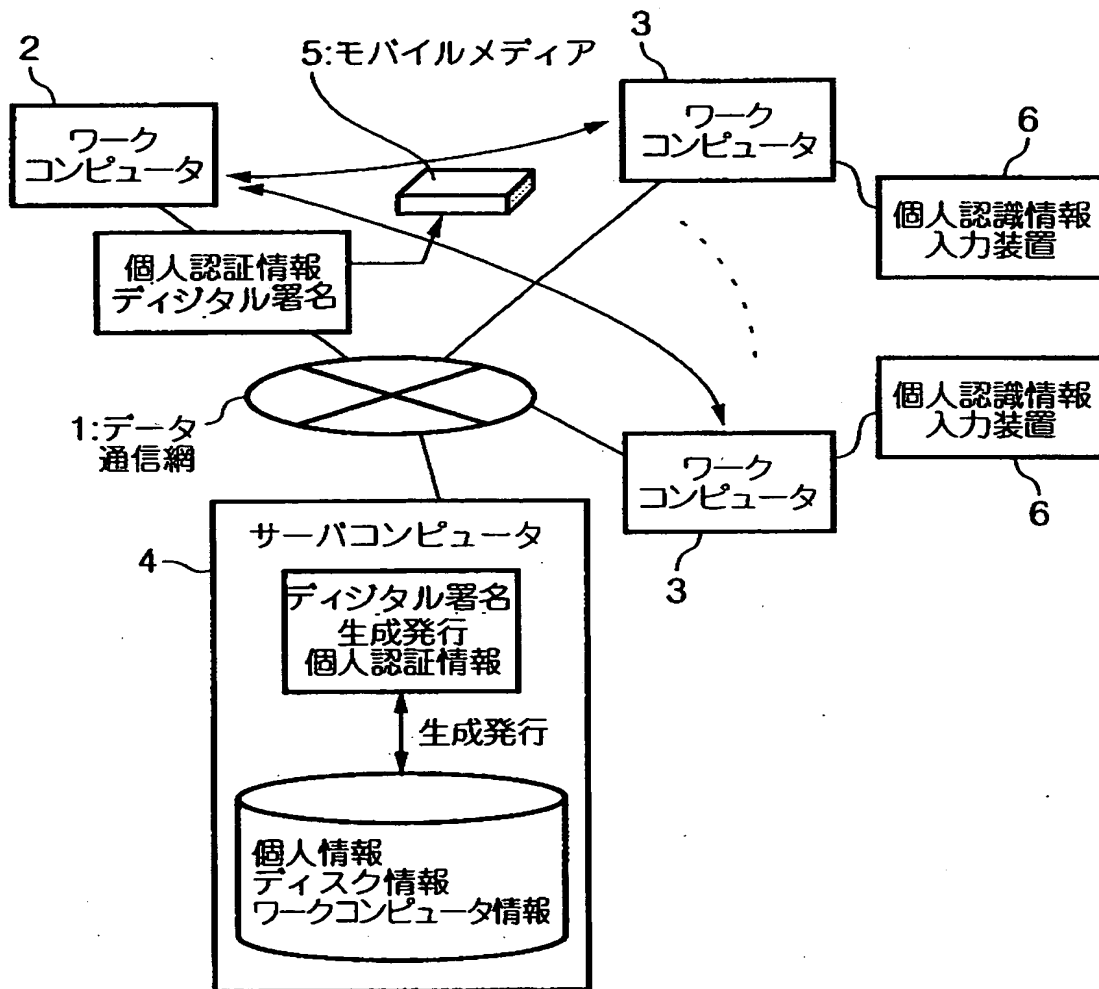 2
5:モバイルメディア
3
ワーク
コンピュータ
ワーク
コンピュータ
6
個人認識情報
入力装置
個人認証情報
ディジタル署名
1:データ
通信網
ワーク
コンピュータ
3
個人認識情報
入力装置
6
4
サーバコンピュータ
ディジタル署名
生成発行
個人認証情報
生成発行
個人情報
ディスク情報
ワークコンピュータ情報